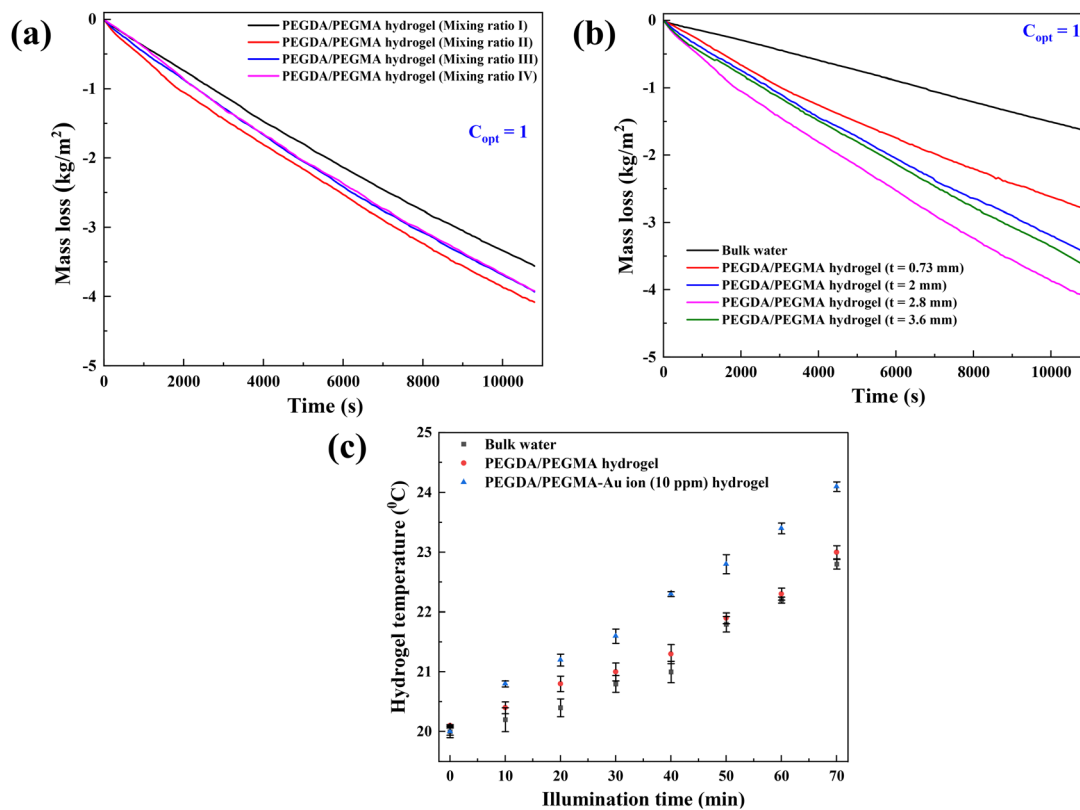 (a)
PEGDA/PEGMA hydrogel (Mixing ratio I)
PEGDA/PEGMA hydrogel (Mixing ratio II)
PEGDA/PEGMA hydrogel (Mixing ratio III)
PEGDA/PEGMA hydrogel (Mixing ratio IV)
C_opt = 1
0
-1
-2
-3
-4
-5
Mass loss (kg/m²)
0 2000 4000 6000 8000 10000
Time (s)
(b)
C_opt = 1
Bulk water
PEGDA/PEGMA hydrogel (t = 0.73 mm)
PEGDA/PEGMA hydrogel (t = 2 mm)
PEGDA/PEGMA hydrogel (t = 2.8 mm)
PEGDA/PEGMA hydrogel (t = 3.6 mm)
0
-1
-2
-3
-4
-5
Mass loss (kg/m²)
0 2000 4000 6000 8000 10000
Time (s)
(c)
Bulk water
PEGDA/PEGMA hydrogel
PEGDA/PEGMA-Au ion (10 ppm) hydrogel
25
24
23
22
21
20
Hydrogel temperature (⁰C)
0 10 20 30 40 50 60 70
Illumination time (min)